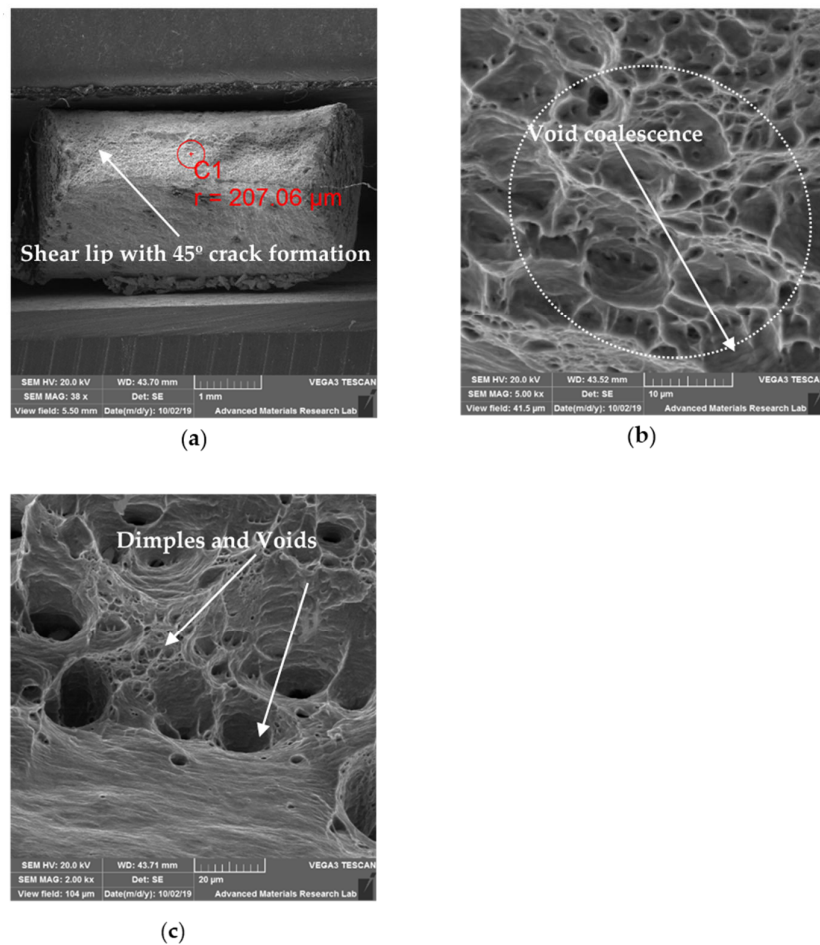 C1
r = 207.06 µm
Shear lip with 45º crack formation
SEM HV: 20.0 kV WD: 43.70 mm VEGA3 TESCAN
SEM MAG: 38 x Det: SE 1 mm
View field: 5.50 mm Date(m/d/y): 10/02/19 Advanced Materials Research Lab
(a)
Void coalescence
SEM HV: 20.0 kV WD: 43.52 mm VEGA3 TESCAN
SEM MAG: 5.00 kx Det: SE 10 µm
View field: 41.5 µm Date(m/d/y): 10/02/19 Advanced Materials Research Lab
(b)
Dimples and Voids
SEM HV: 20.0 kV WD: 43.71 mm VEGA3 TESCAN
SEM MAG: 2.00 kx Det: SE 20 µm
View field: 104 µm Date(m/d/y): 10/02/19 Advanced Materials Research Lab
(c)